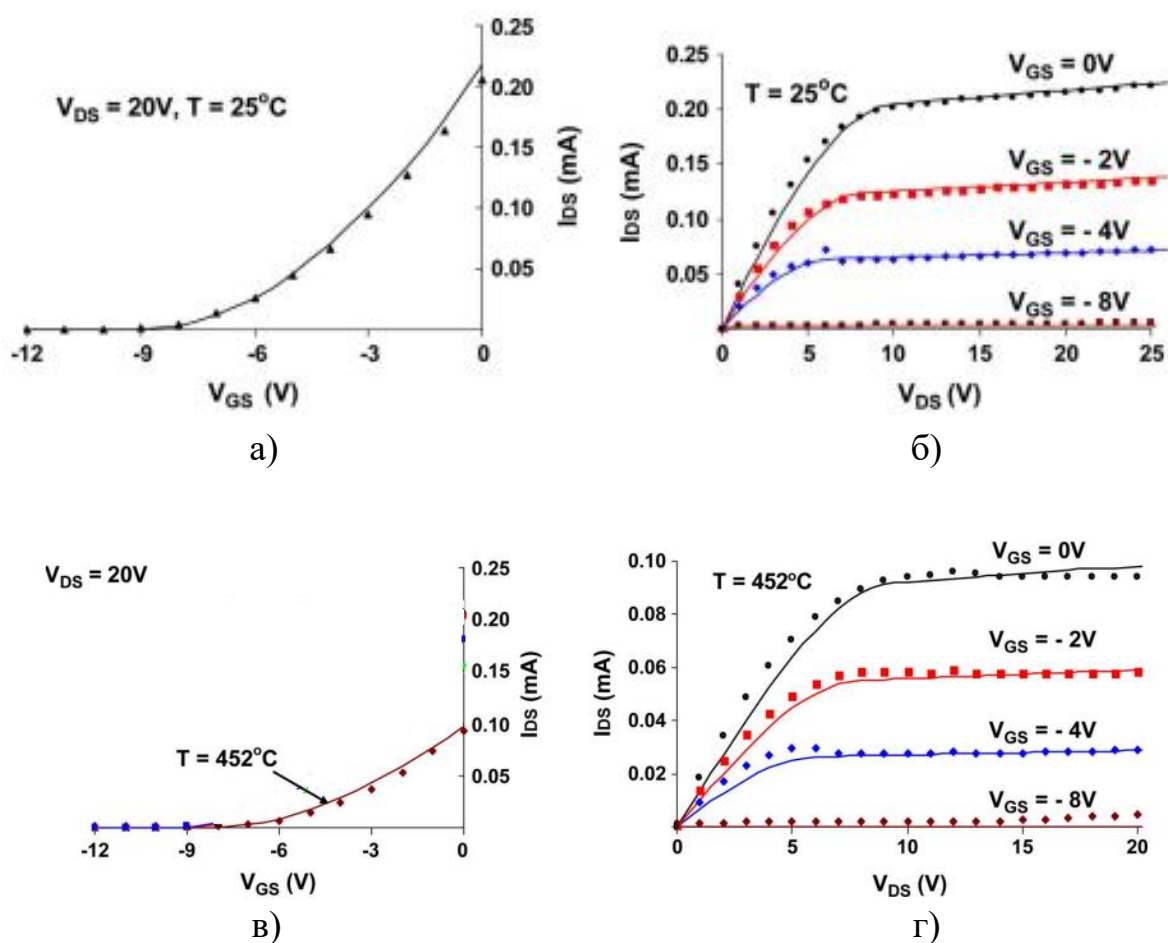 0.25
0.20
0.15
0.10
0.05
V_DS = 20V, T = 25°C
I_DS (mA)
-12 -9 -6 -3 0
V_GS (V)
а)
0.25
0.20
0.15
0.10
0.05
0
T = 25°C
I_DS (mA)
V_GS = 0V
V_GS = - 2V
V_GS = - 4V
V_GS = - 8V
0 5 10 15 20 25
V_DS (V)
б)
V_DS = 20V
0.25
0.20
0.15
0.10
0.05
I_DS (mA)
T = 452°C
-12 -9 -6 -3 0
V_GS (V)
в)
0.10
0.08
0.06
0.04
0.02
T = 452°C
I_DS (mA)
V_GS = 0V
V_GS = - 2V
V_GS = - 4V
V_GS = - 8V
0 5 10 15 20
V_DS (V)
г)